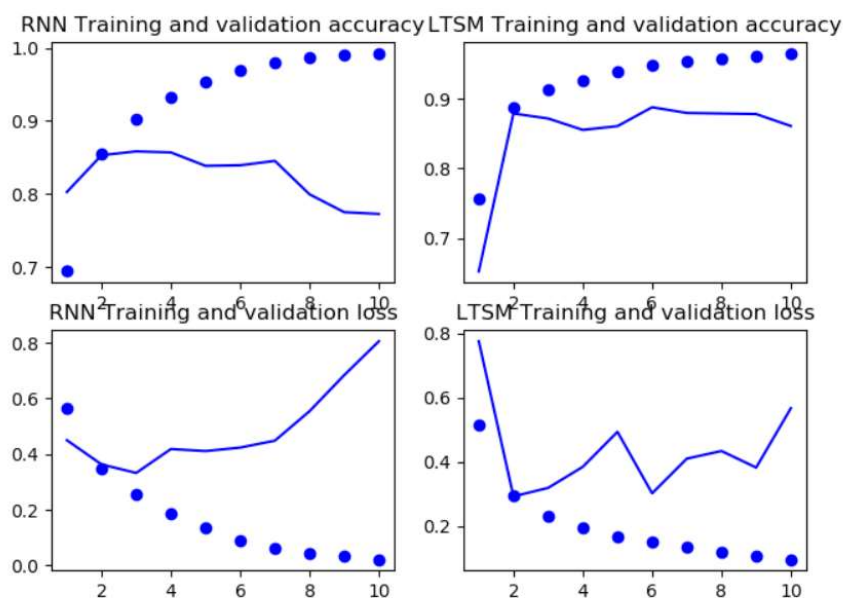 RNN Training and validation accuracy
1.0
0.9
0.8
0.7
2 4 6 8 10
LTSM Training and validation accuracy
0.9
0.8
0.7
2 4 6 8 10
RNN Training and validation loss
0.8
0.6
0.4
0.2
0.0
2 4 6 8 10
LTSM Training and validation loss
0.8
0.6
0.4
0.2
2 4 6 8 10